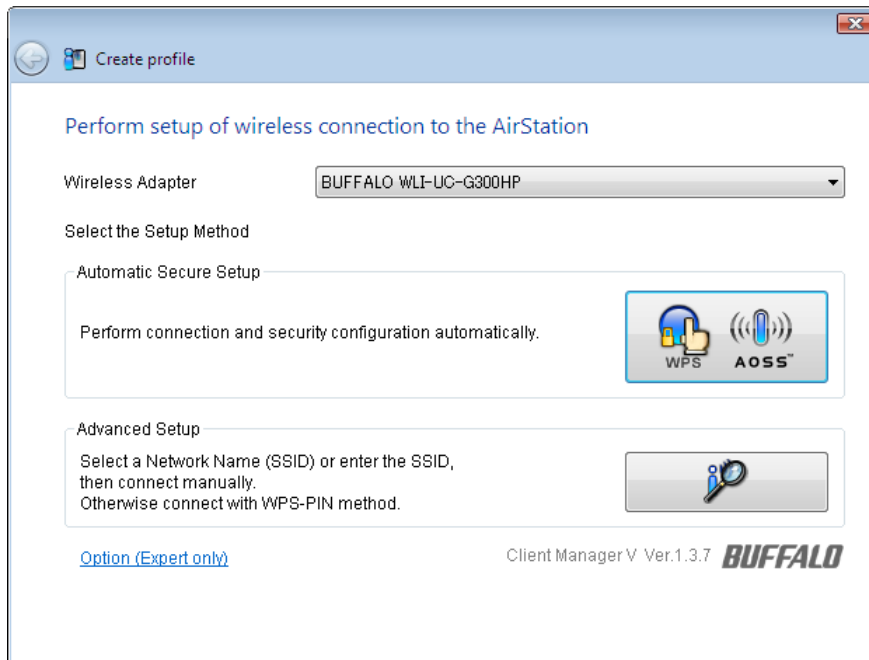 Create profile
Perform setup of wireless connection to the AirStation
Wireless Adapter
BUFFALO WLI-UC-G300HP
Select the Setup Method
Automatic Secure Setup
Perform connection and security configuration automatically.
WPS
AOSS™
Advanced Setup
Select a Network Name (SSID) or enter the SSID,
then connect manually.
Otherwise connect with WPS-PIN method.
Option (Expert only)
Client Manager V Ver.1.3.7 BUFFALO